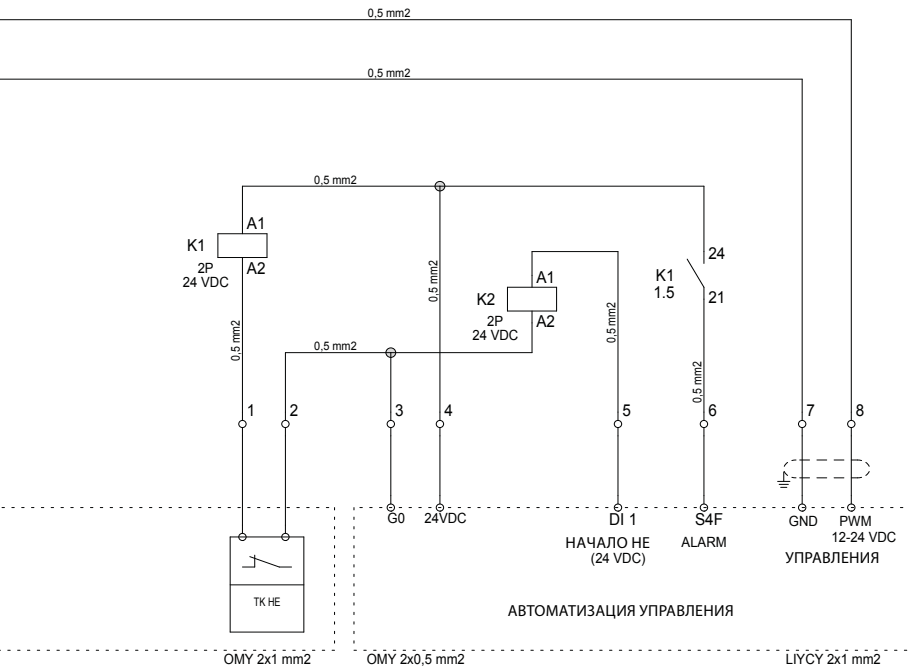 0,5 mm2
0,5 mm2
0,5 mm2
A1
K1
A2
2P
24 VDC
0,5 mm2
24
K1
1.5
21
A1
K2
A2
2P
24 VDC
0,5 mm2
0,5 mm2
0,5 mm2
0,5 mm2
1 2 3 4 5 6 7 8
G0 24VDC DI 1 S4F GND PWM
12-24 VDC
НАЧАЛО НЕ
(24 VDC)
ALARM
УПРАВЛЕНИЯ
TK HE
АВТОМАТИЗАЦИЯ УПРАВЛЕНИЯ
OMY 2x1 mm2 OMY 2x0,5 mm2 LIYCY 2x1 mm2